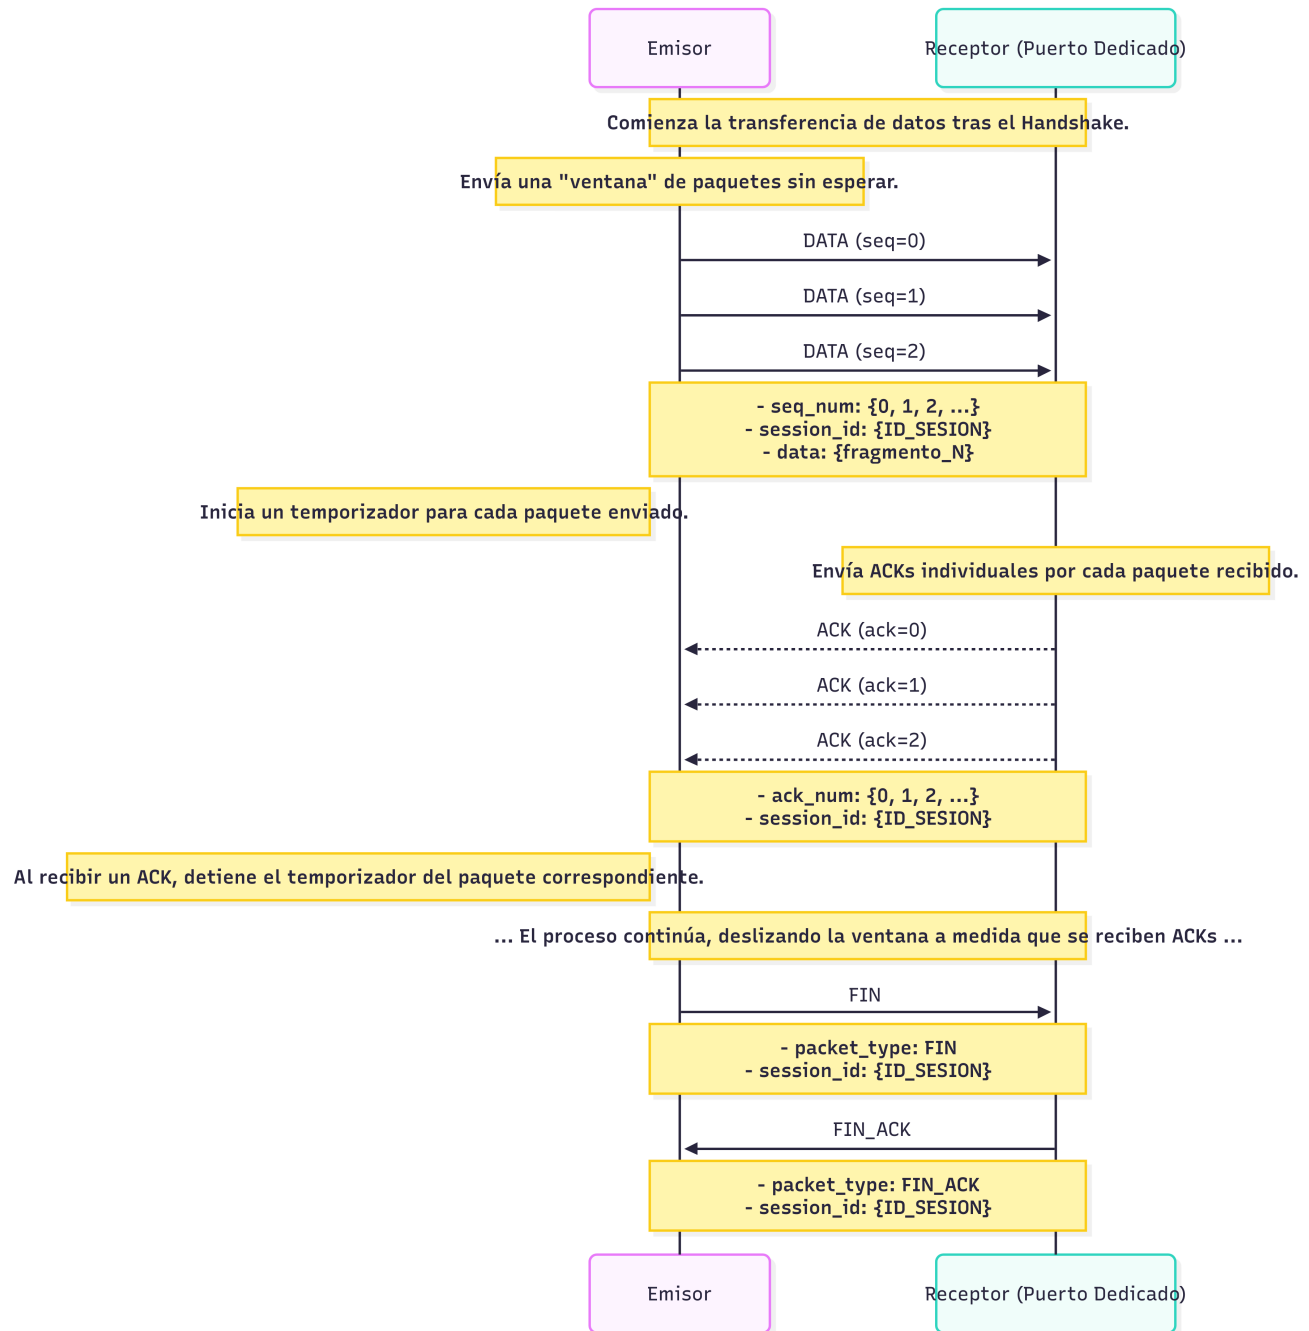 Emisor
Receptor (Puerto Dedicado)
Comienza la transferencia de datos tras el Handshake.
Envía una "ventana" de paquetes sin esperar.
DATA (seq=0)
DATA (seq=1)
DATA (seq=2)
- seq_num: {0, 1, 2, ...}
- session_id: {ID_SESION}
- data: {fragmento_N}
Inicia un temporizador para cada paquete enviado.
Envía ACKs individuales por cada paquete recibido.
ACK (ack=0)
ACK (ack=1)
ACK (ack=2)
- ack_num: {0, 1, 2, ...}
- session_id: {ID_SESION}
Al recibir un ACK, detiene el temporizador del paquete correspondiente.
... El proceso continúa, deslizando la ventana a medida que se reciben ACKs ...
FIN
- packet_type: FIN
- session_id: {ID_SESION}
FIN_ACK
- packet_type: FIN_ACK
- session_id: {ID_SESION}
Emisor
Receptor (Puerto Dedicado)